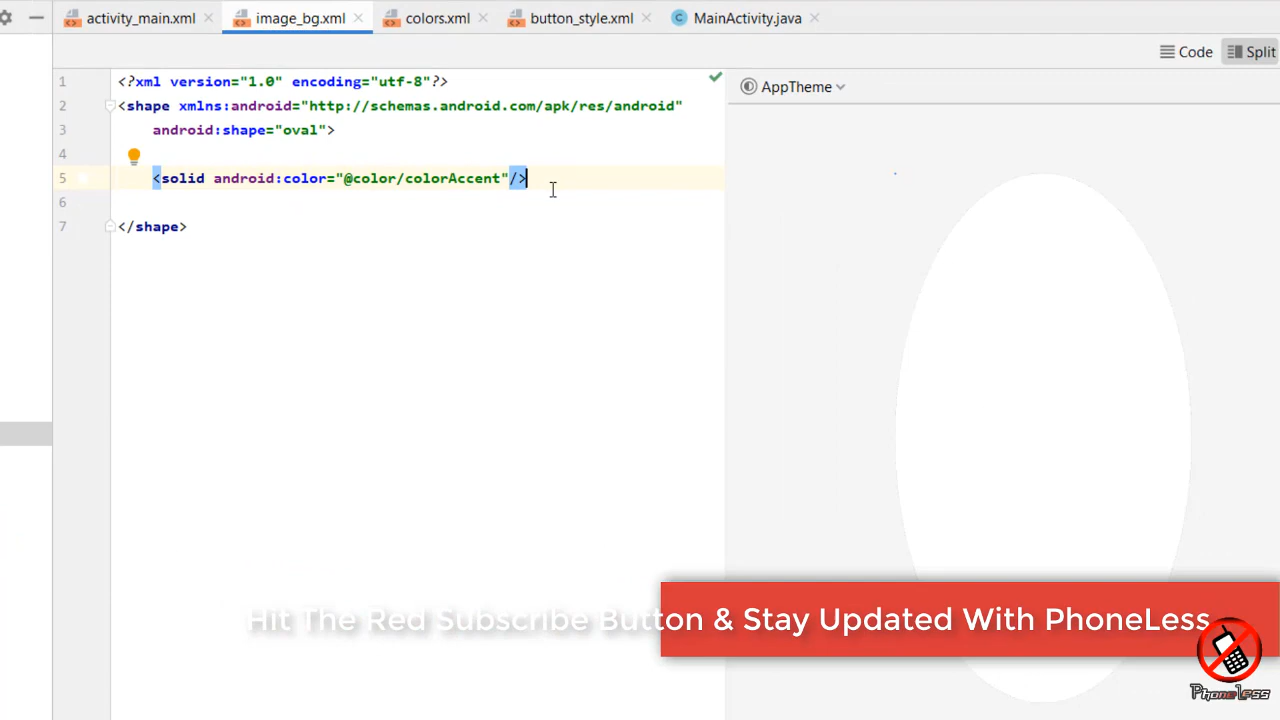 activity_main.xml image_bg.xml colors.xml button_style.xml MainActivity.java
Code Split
AppTheme
1 <?xml version="1.0" encoding="utf-8"?>
2 <shape xmlns:android="http://schemas.android.com/apk/res/android"
3 android:shape="oval">
4
5 <solid android:color="@color/colorAccent"/>
6
7 </shape>
Hit The Red Subscribe Button & Stay Updated With PhoneLess
PhoneLess